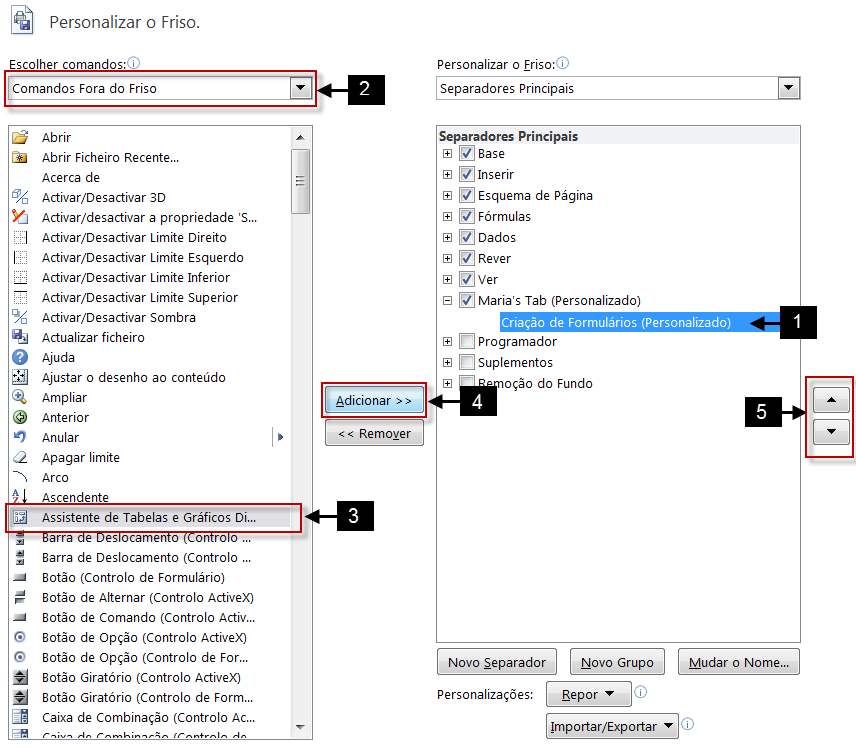 Personalizar o Friso.
Escolher comandos:
Comandos Fora do Friso
2
Abrir
Abrir Ficheiro Recente...
Acerca de
Activar/Desactivar 3D
Activar/desactivar a propriedade 'S...
Activar/Desactivar Limite Direito
Activar/Desactivar Limite Esquerdo
Activar/Desactivar Limite Inferior
Activar/Desactivar Limite Superior
Activar/Desactivar Sombra
Actualizar ficheiro
Ajuda
Ajustar o desenho ao conteúdo
Ampliar
Anterior
Anular
Apagar limite
Arco
Ascendente
Assistente de Tabelas e Gráficos Di...
3
Barra de Deslocamento (Controlo ...
Barra de Deslocamento (Controlo ...
Botão (Controlo de Formulário)
Botão de Alternar (Controlo ActiveX)
Botão de Comando (Controlo Activ...
Botão de Opção (Controlo ActiveX)
Botão de Opção (Controlo de For...
Botão Giratório (Controlo ActiveX)
Botão Giratório (Controlo de Form...
Caixa de Combinação (Controlo Ac...
Caixa de Combinação (Controlo de
Adicionar >>
4
<< Remover
Personalizar o Friso:
Separadores Principais
Separadores Principais
Base
Inserir
Esquema de Página
Fórmulas
Dados
Rever
Ver
Maria's Tab (Personalizado)
Criação de Formulários (Personalizado)
1
Programador
Suplementos
Remoção do Fundo
5
Novo Separador
Novo Grupo
Mudar o Nome...
Personalizações:
Repor
Importar/Exportar